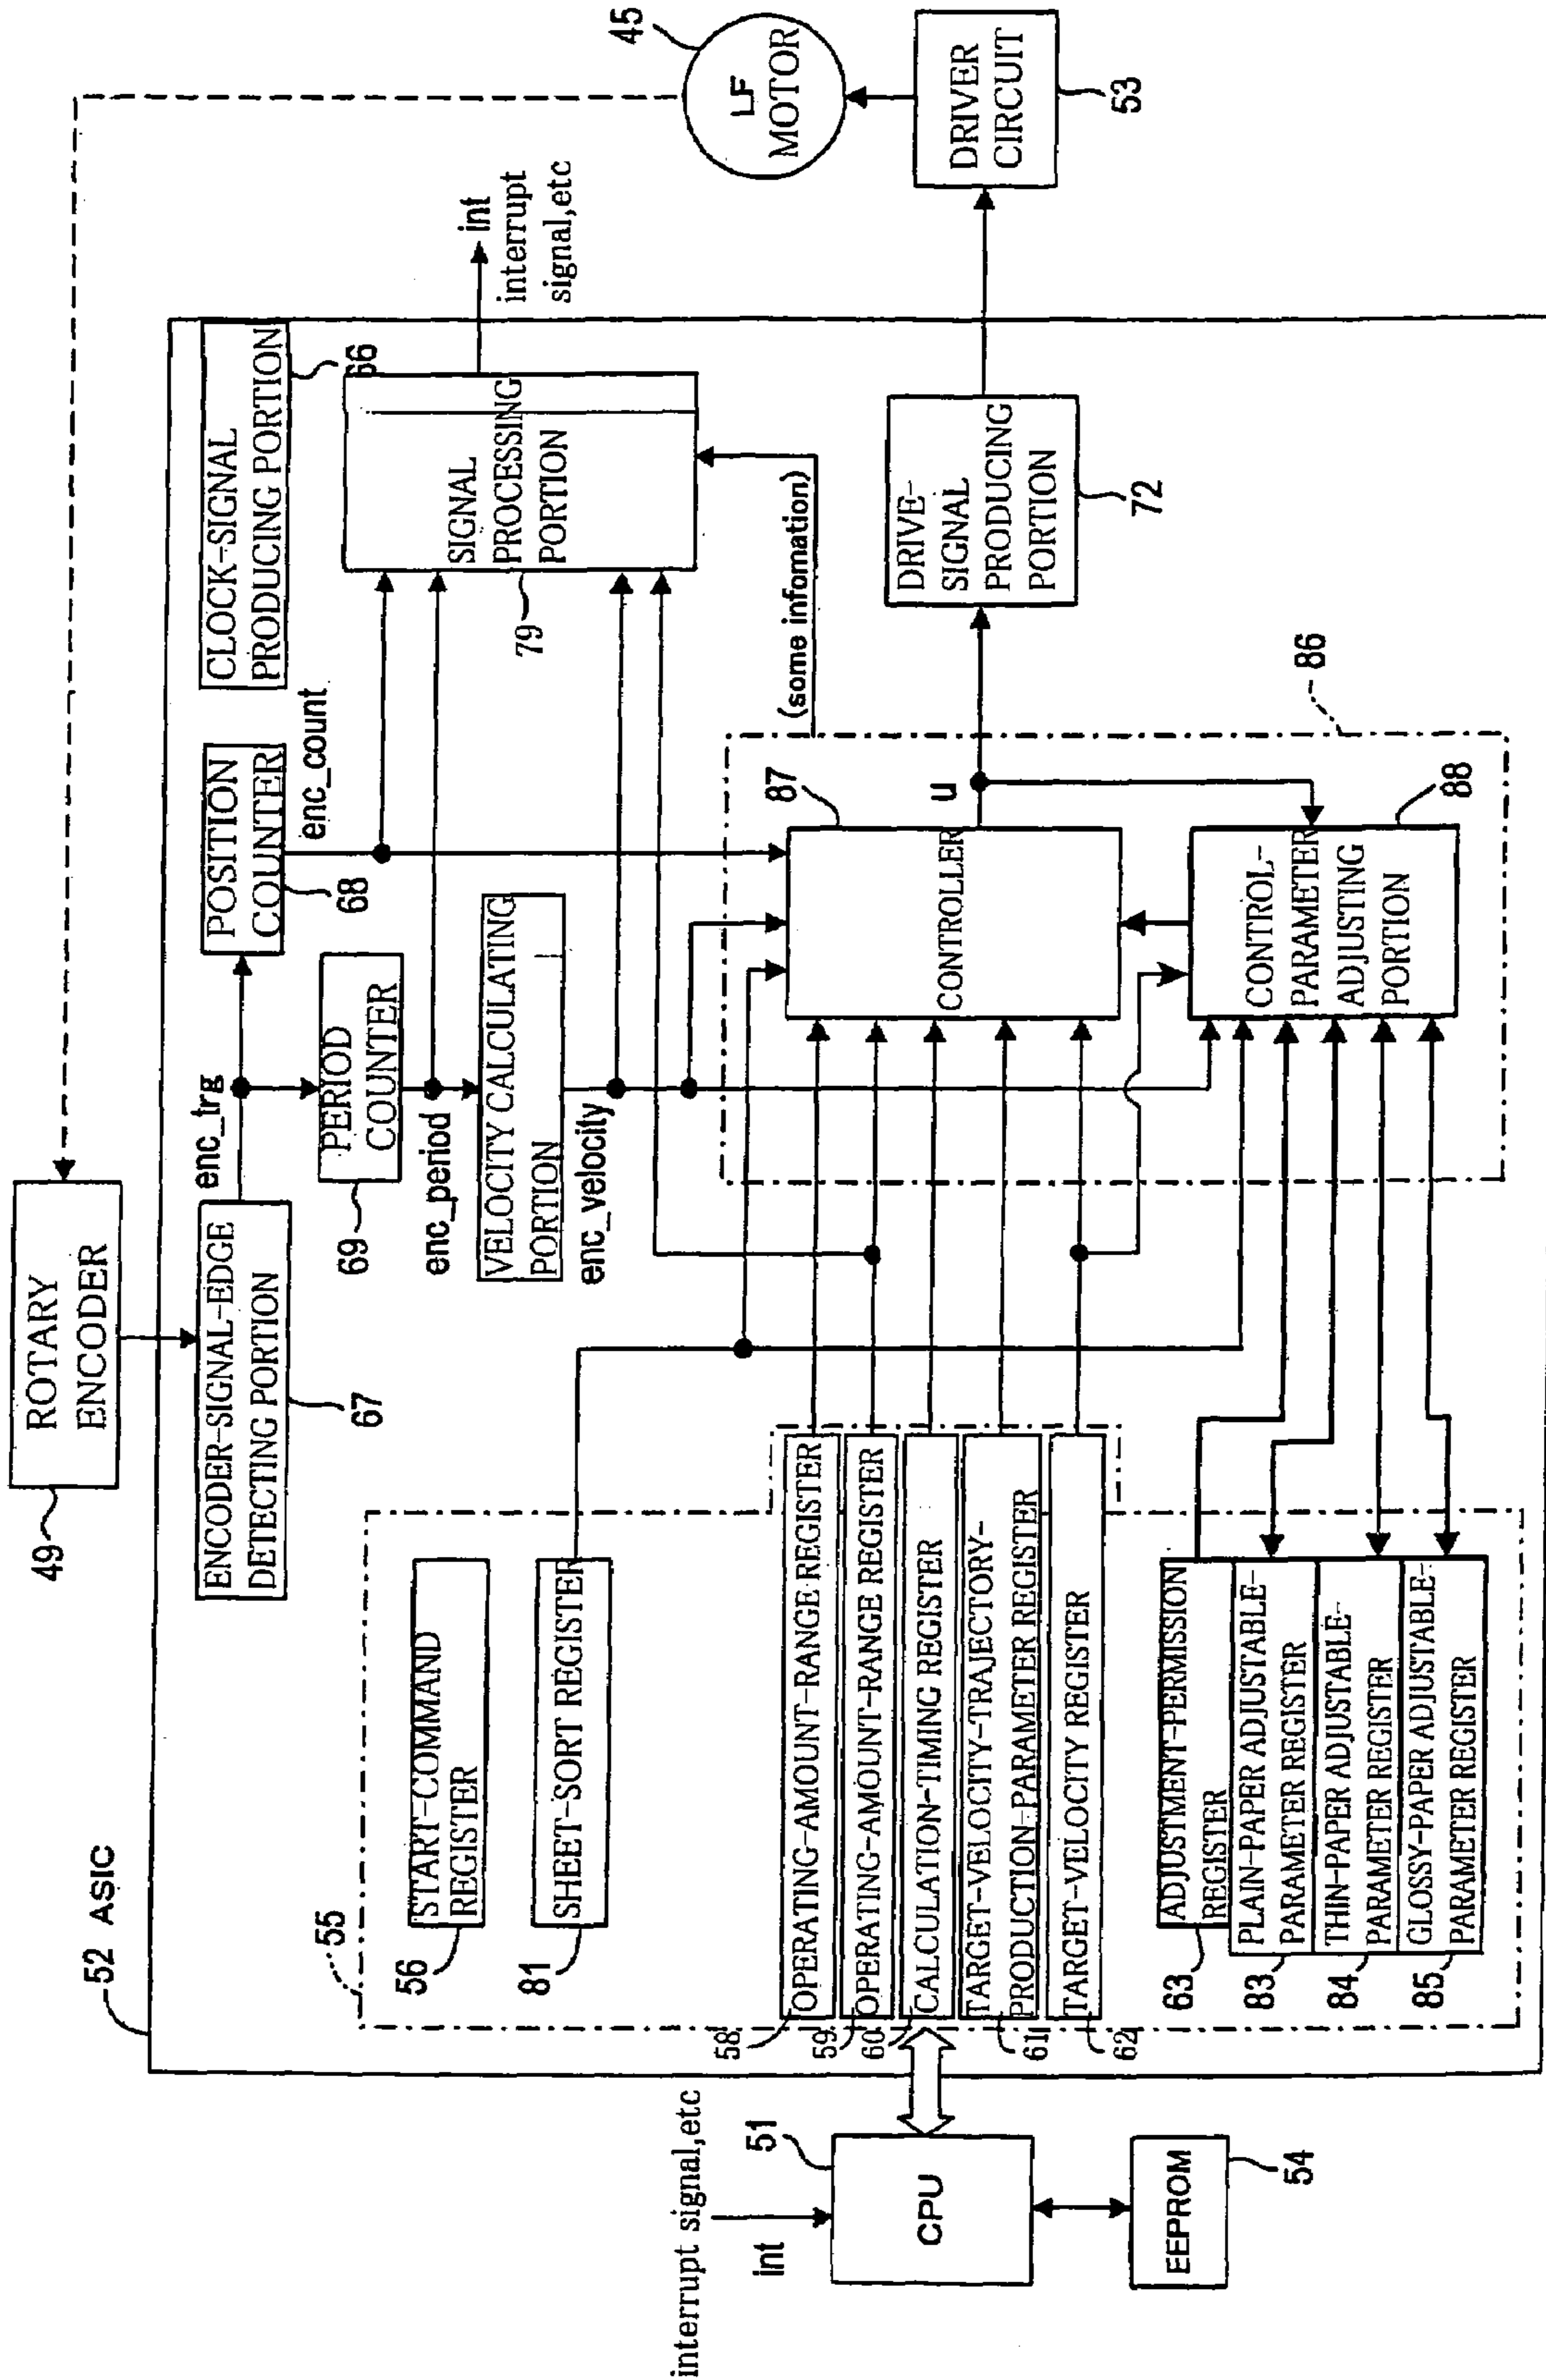 49
ROTARY
ENCODER
52 ASIC
ENCODER-SIGNAL-EDGE
DETECTING PORTION
67
enc_trg
POSITION
COUNTER
68
enc_count
CLOCK-SIGNAL
PRODUCING PORTION
66
PERIOD
COUNTER
69
enc_period
VELOCITY CALCULATING
PORTION
enc_velocity
SIGNAL
PROCESSING
PORTION
79
int
interrupt
signal,etc
LF
MOTOR
45
DRIVER
CIRCUIT
53
DRIVE-
SIGNAL
PRODUCING
PORTION
72
(some infomation)
86
87
CONTROLLER
u
CONTROL-
PARAMETER
ADJUSTING
PORTION
88
55
START-COMMAND
REGISTER
56
SHEET-SORT REGISTER
81
58
OPERATING-AMOUNT-RANGE REGISTER
59
OPERATING-AMOUNT-RANGE REGISTER
60
CALCULATION-TIMING REGISTER
61
TARGET-VELOCITY-TRAJECTORY-
PRODUCTION-PARAMETER REGISTER
62
TARGET-VELOCITY REGISTER
63
ADJUSTMENT-PERMISSION
REGISTER
83
PLAIN-PAPER ADJUSTABLE-
PARAMETER REGISTER
84
THIN-PAPER ADJUSTABLE-
PARAMETER REGISTER
85
GLOSSY-PAPER ADJUSTABLE-
PARAMETER REGISTER
interrupt signal,etc
int
51
CPU
EEPROM
54